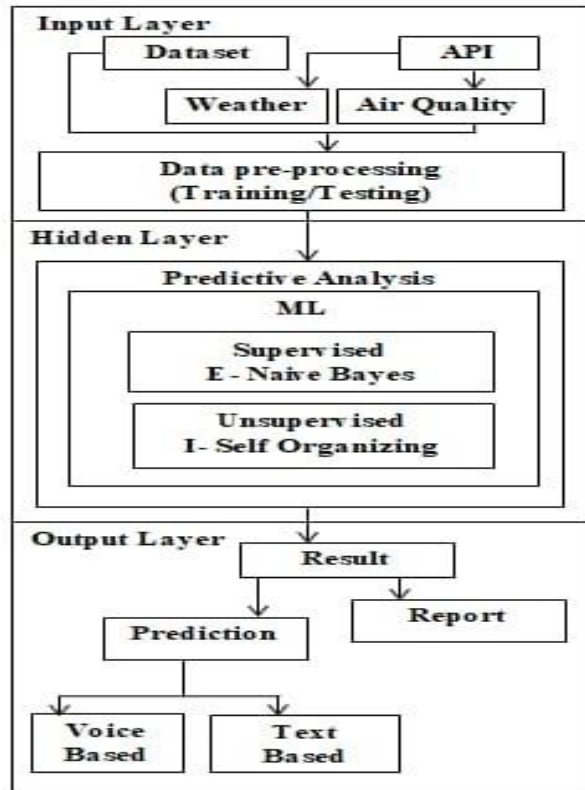 Input Layer
Dataset
API
Weather
Air Quality
Data pre-processing
(Training/Testing)
Hidden Layer
Predictive Analysis
ML
Supervised
E - Naive Bayes
Unsupervised
I- Self Organizing
Output Layer
Result
Report
Prediction
Voice
Based
Text
Based